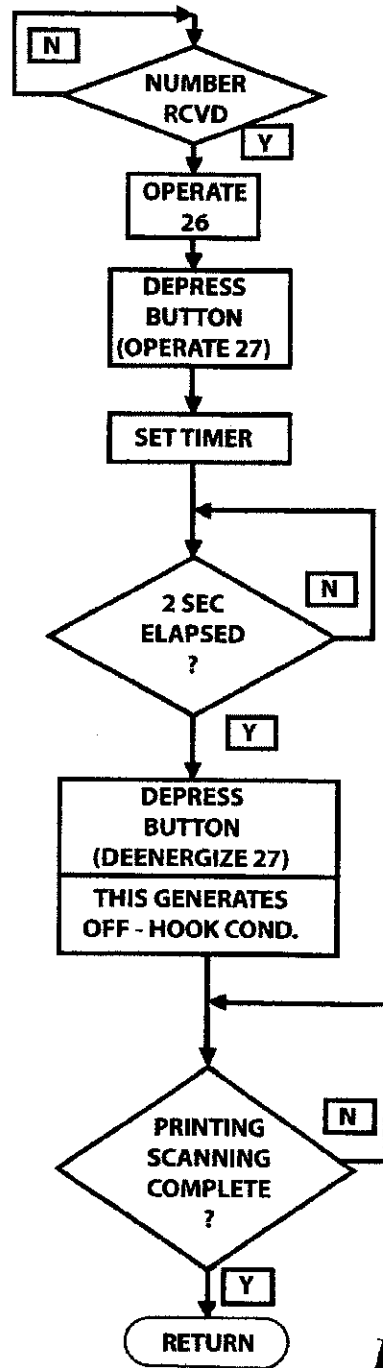 N
NUMBER
RCVD
Y
OPERATE
26
DEPRESS
BUTTON
(OPERATE 27)
SET TIMER
N
2 SEC
ELAPSED
?
Y
DEPRESS
BUTTON
(DEENERGIZE 27)
THIS GENERATES
OFF - HOOK COND.
N
PRINTING
SCANNING
COMPLETE
?
Y
RETURN